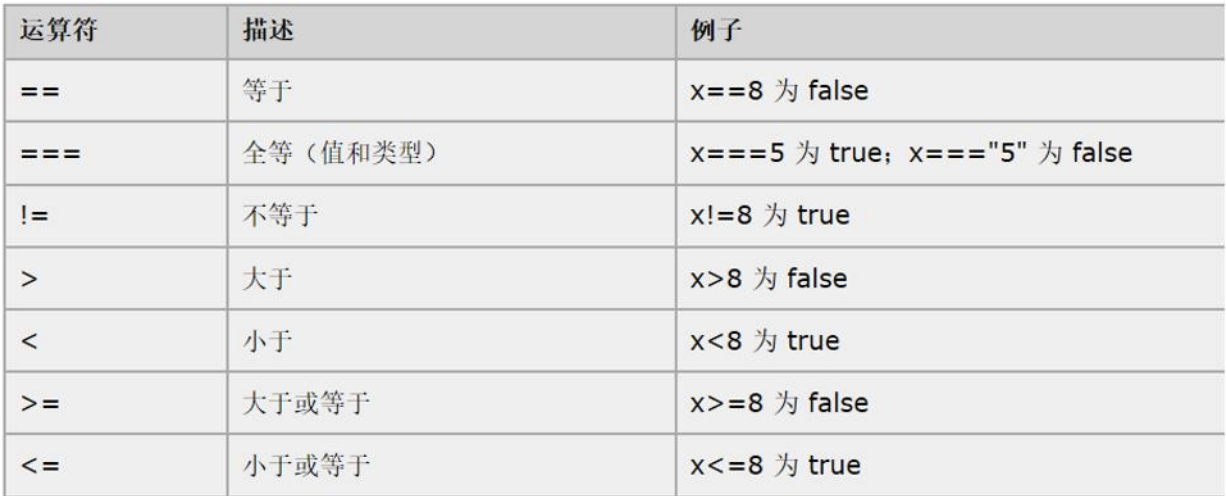 运算符 描述 例子
== 等于 x==8 为 false
=== 全等（值和类型） x===5 为 true；x==="5" 为 false
!= 不等于 x!=8 为 true
> 大于 x>8 为 false
< 小于 x<8 为 true
>= 大于或等于 x>=8 为 false
<= 小于或等于 x<=8 为 true